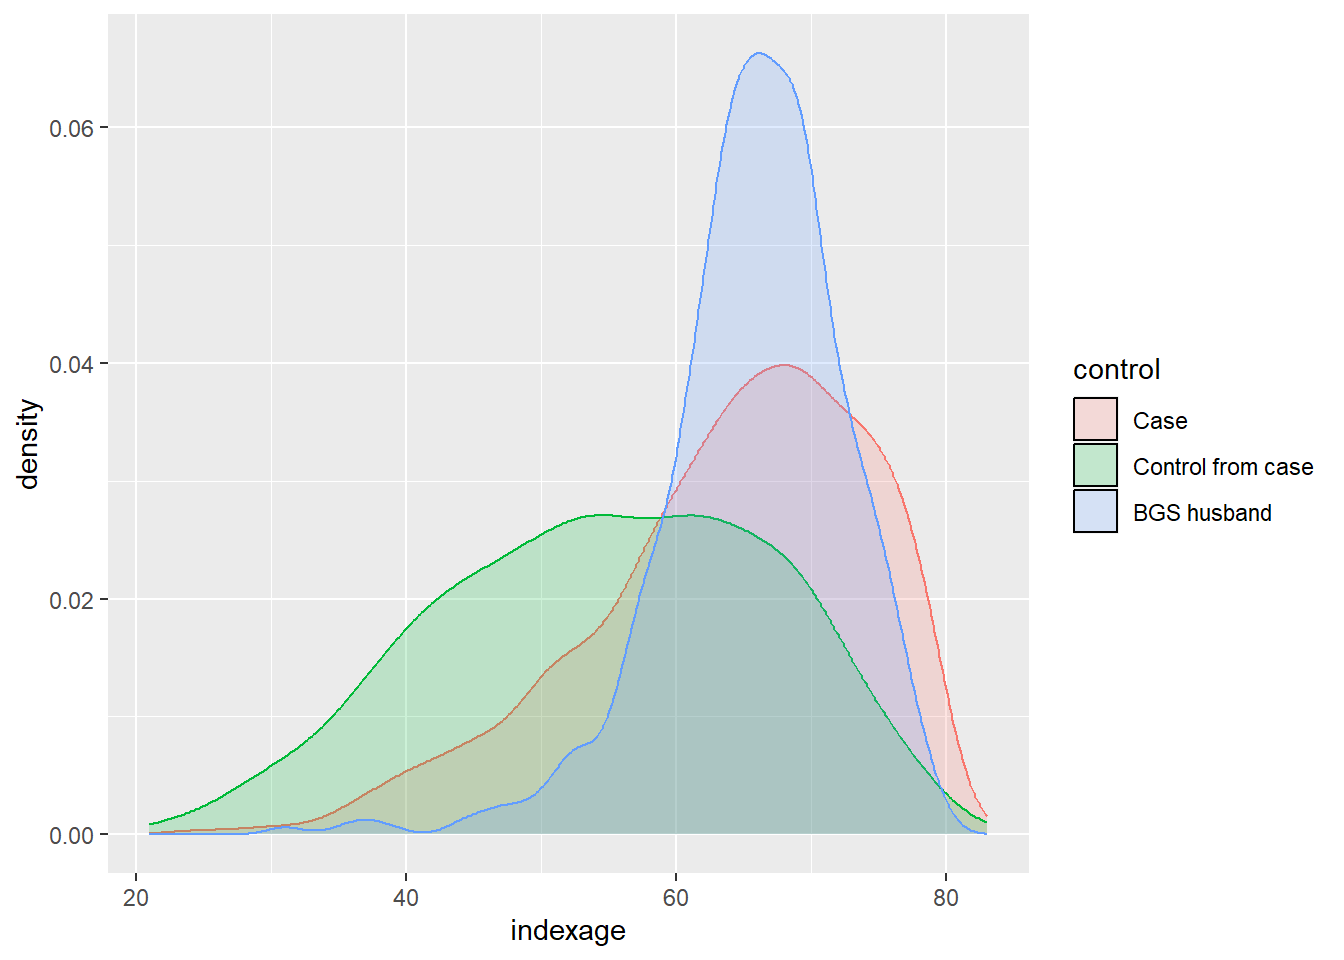 density
0.06
0.04
0.02
0.00
20 40 60 80
indexage
control
Case
Control from case
BGS husband